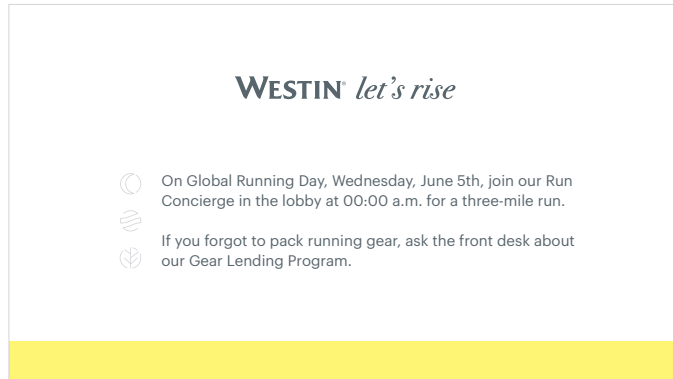 WESTIN® let's rise
On Global Running Day, Wednesday, June 5th, join our Run
Concierge in the lobby at 00:00 a.m. for a three-mile run.
If you forgot to pack running gear, ask the front desk about
our Gear Lending Program.